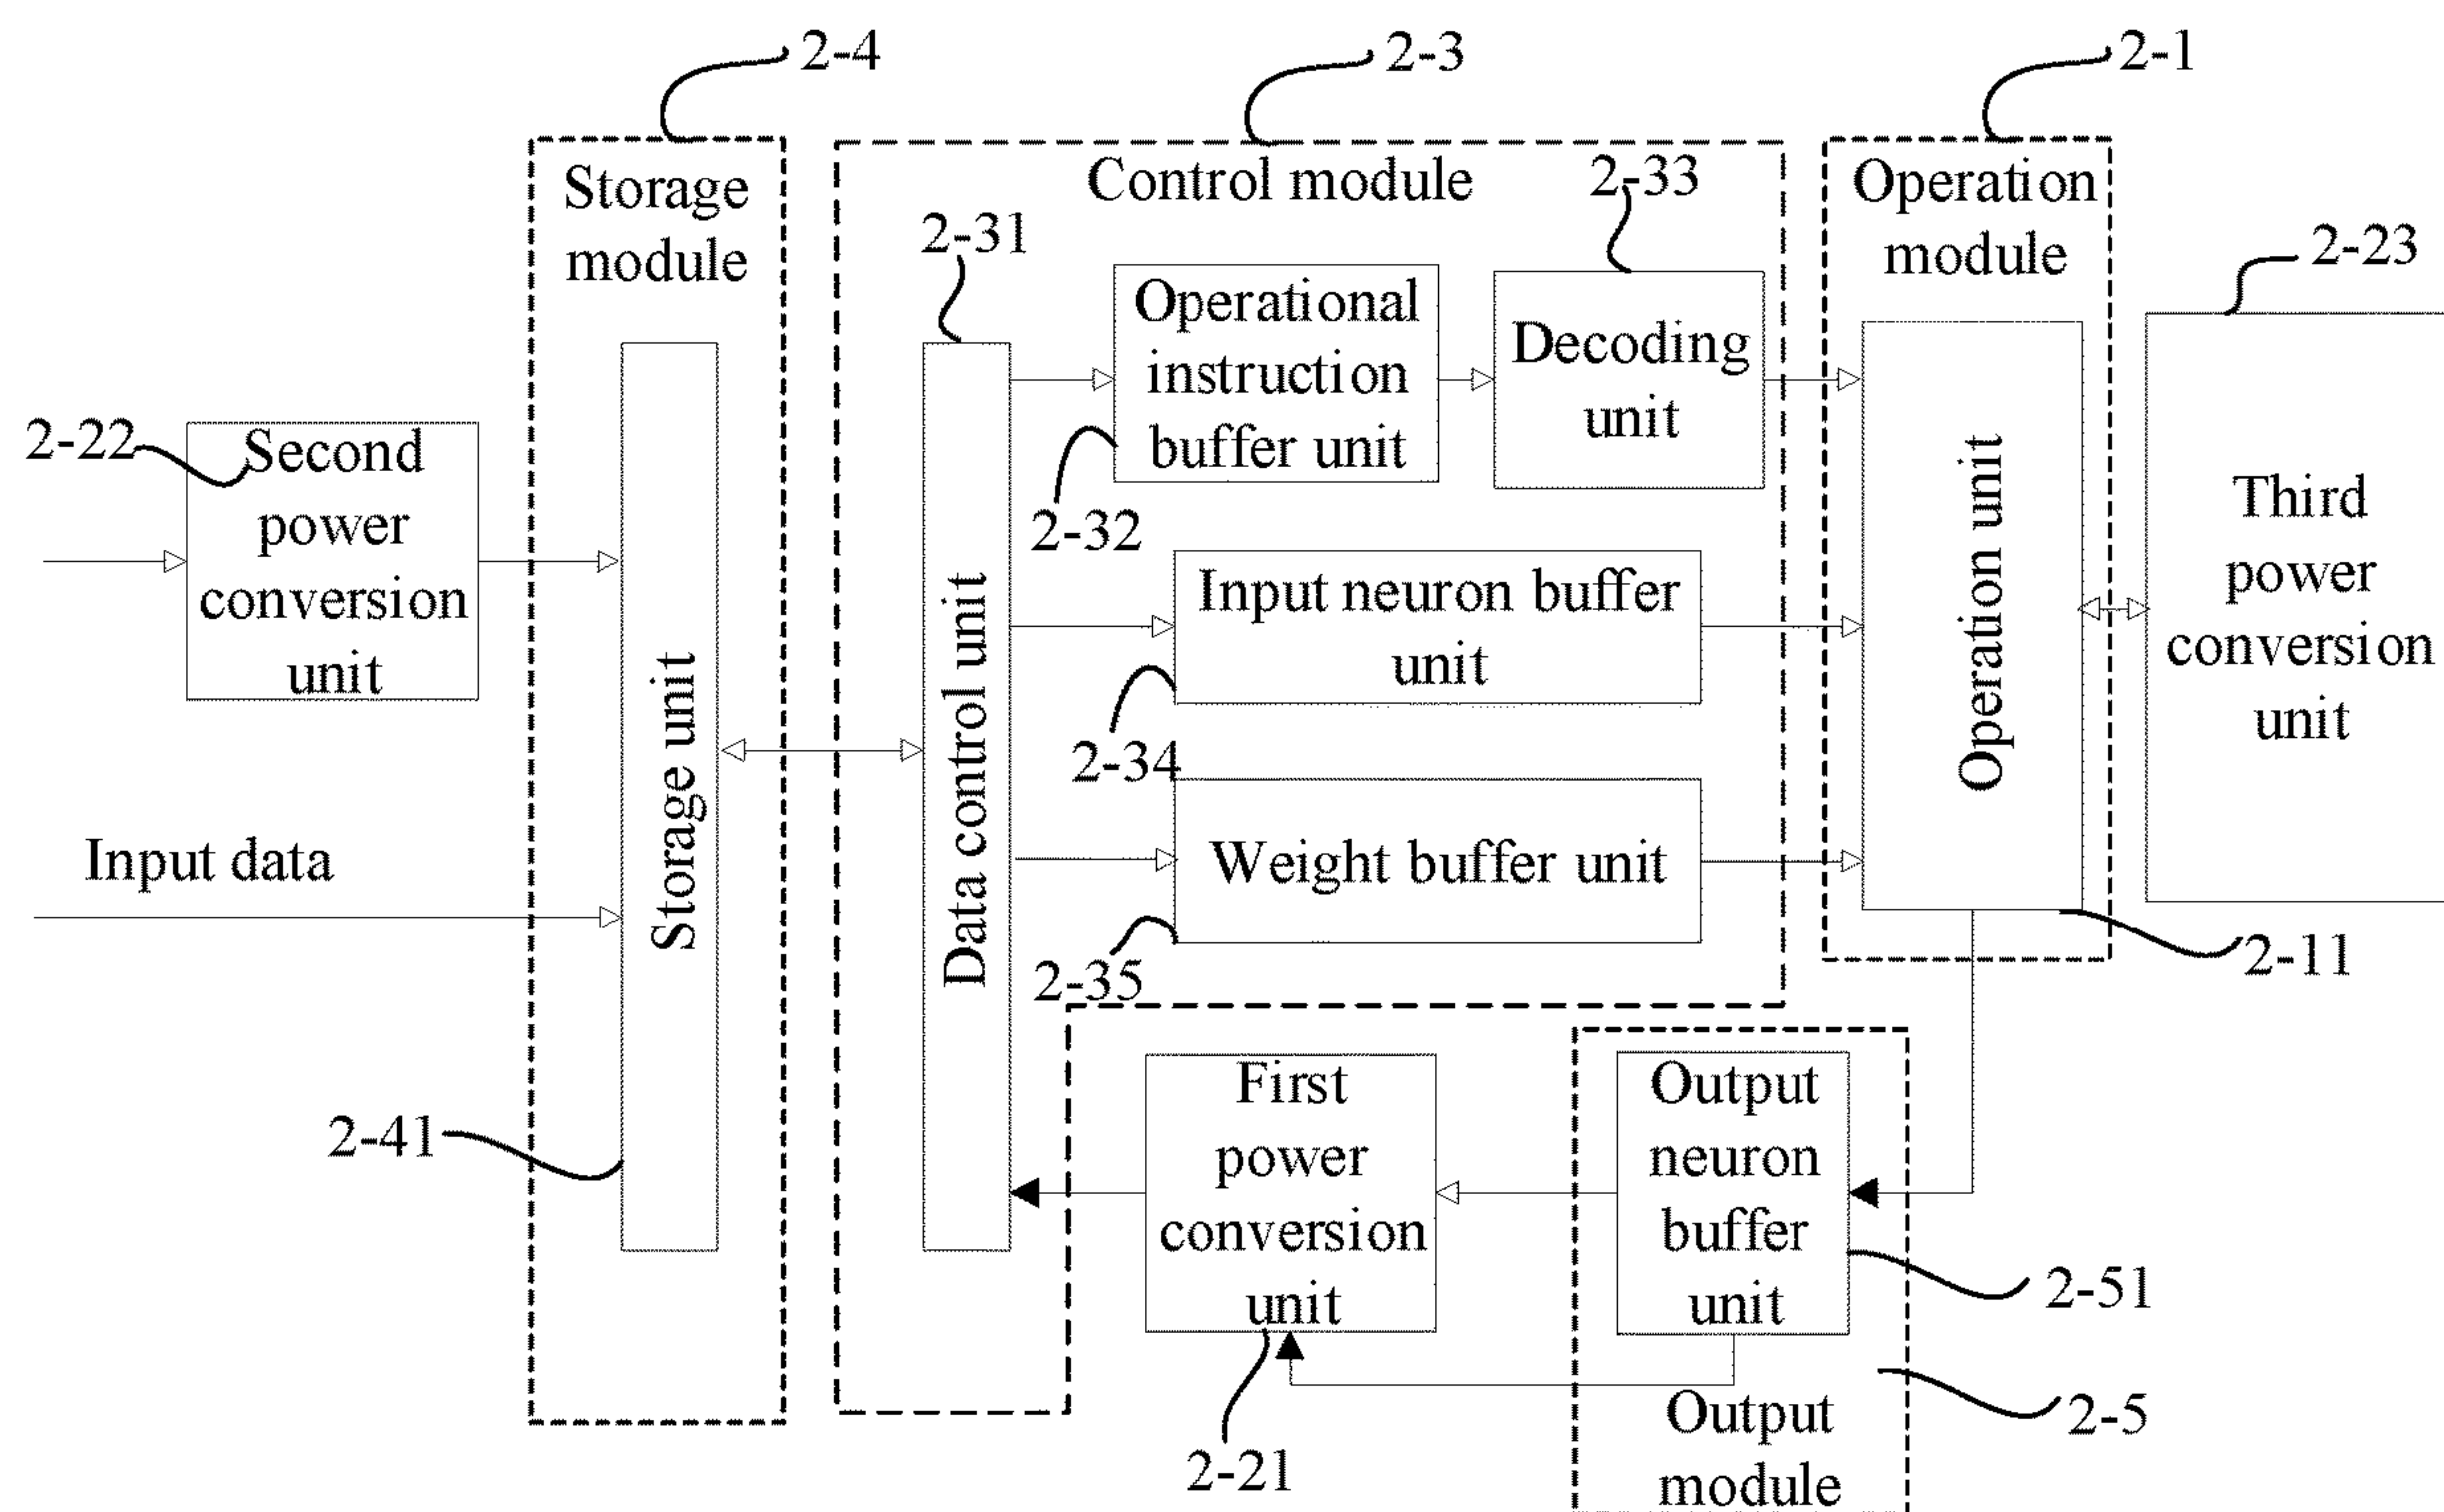 2-4
2-3
2-1
Storage
module
Control module
2-33
Operation
module
2-31
2-23
Operational
instruction
buffer unit
Decoding
unit
2-22
Second
power
conversion
unit
2-32
Third
power
conversion
unit
Input neuron buffer
unit
Operation unit
Data control unit
Storage unit
2-34
Input data
Weight buffer unit
2-35
2-11
First
power
conversion
unit
Output
neuron
buffer
unit
2-41
2-51
2-5
2-21
Output
module